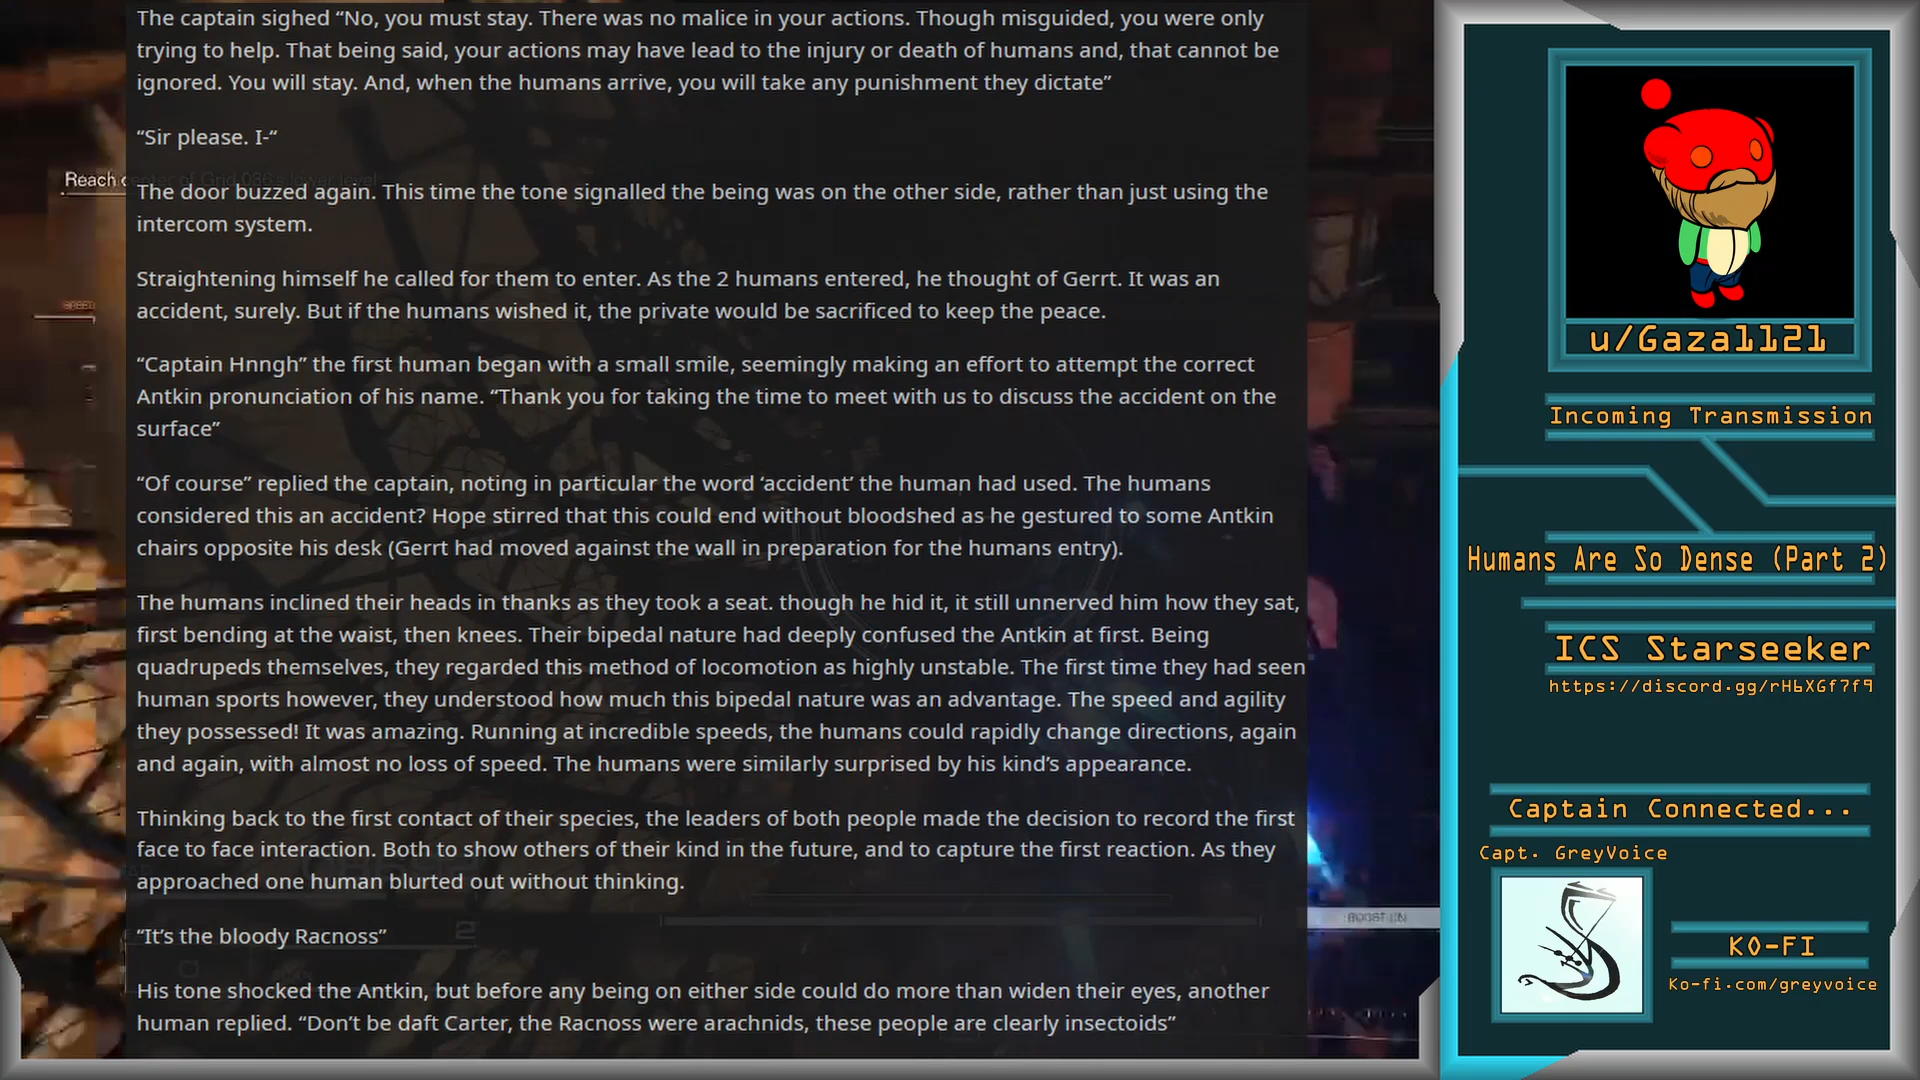 The captain sighed “No, you must stay. There was no malice in your actions. Though misguided, you were only
trying to help. That being said, your actions may have lead to the injury or death of humans and, that cannot be
ignored. You will stay. And, when the humans arrive, you will take any punishment they dictate”
“Sir please. I-“
Reach center of Grid 086's lower level
The door buzzed again. This time the tone signalled the being was on the other side, rather than just using the
intercom system.
Straightening himself he called for them to enter. As the 2 humans entered, he thought of Gerrt. It was an
accident, surely. But if the humans wished it, the private would be sacrificed to keep the peace.
“Captain Hnngh” the first human began with a small smile, seemingly making an effort to attempt the correct
Antkin pronunciation of his name. “Thank you for taking the time to meet with us to discuss the accident on the
surface”
“Of course” replied the captain, noting in particular the word ‘accident’ the human had used. The humans
considered this an accident? Hope stirred that this could end without bloodshed as he gestured to some Antkin
chairs opposite his desk (Gerrt had moved against the wall in preparation for the humans entry).
The humans inclined their heads in thanks as they took a seat. though he hid it, it still unnerved him how they sat,
first bending at the waist, then knees. Their bipedal nature had deeply confused the Antkin at first. Being
quadrupeds themselves, they regarded this method of locomotion as highly unstable. The first time they had seen
human sports however, they understood how much this bipedal nature was an advantage. The speed and agility
they possessed! It was amazing. Running at incredible speeds, the humans could rapidly change directions, again
and again, with almost no loss of speed. The humans were similarly surprised by his kind’s appearance.
Thinking back to the first contact of their species, the leaders of both people made the decision to record the first
face to face interaction. Both to show others of their kind in the future, and to capture the first reaction. As they
approached one human blurted out without thinking.
“It’s the bloody Racnoss”
2
His tone shocked the Antkin, but before any being on either side could do more than widen their eyes, another
human replied. “Don’t be daft Carter, the Racnoss were arachnids, these people are clearly insectoids”
u/Gaza1121
Incoming Transmission
Humans Are So Dense (Part 2)
ICS Starseeker
https://discord.gg/rH6XGf7f9
Captain Connected...
Capt. GreyVoice
KO-FI
Ko-fi.com/greyvoice